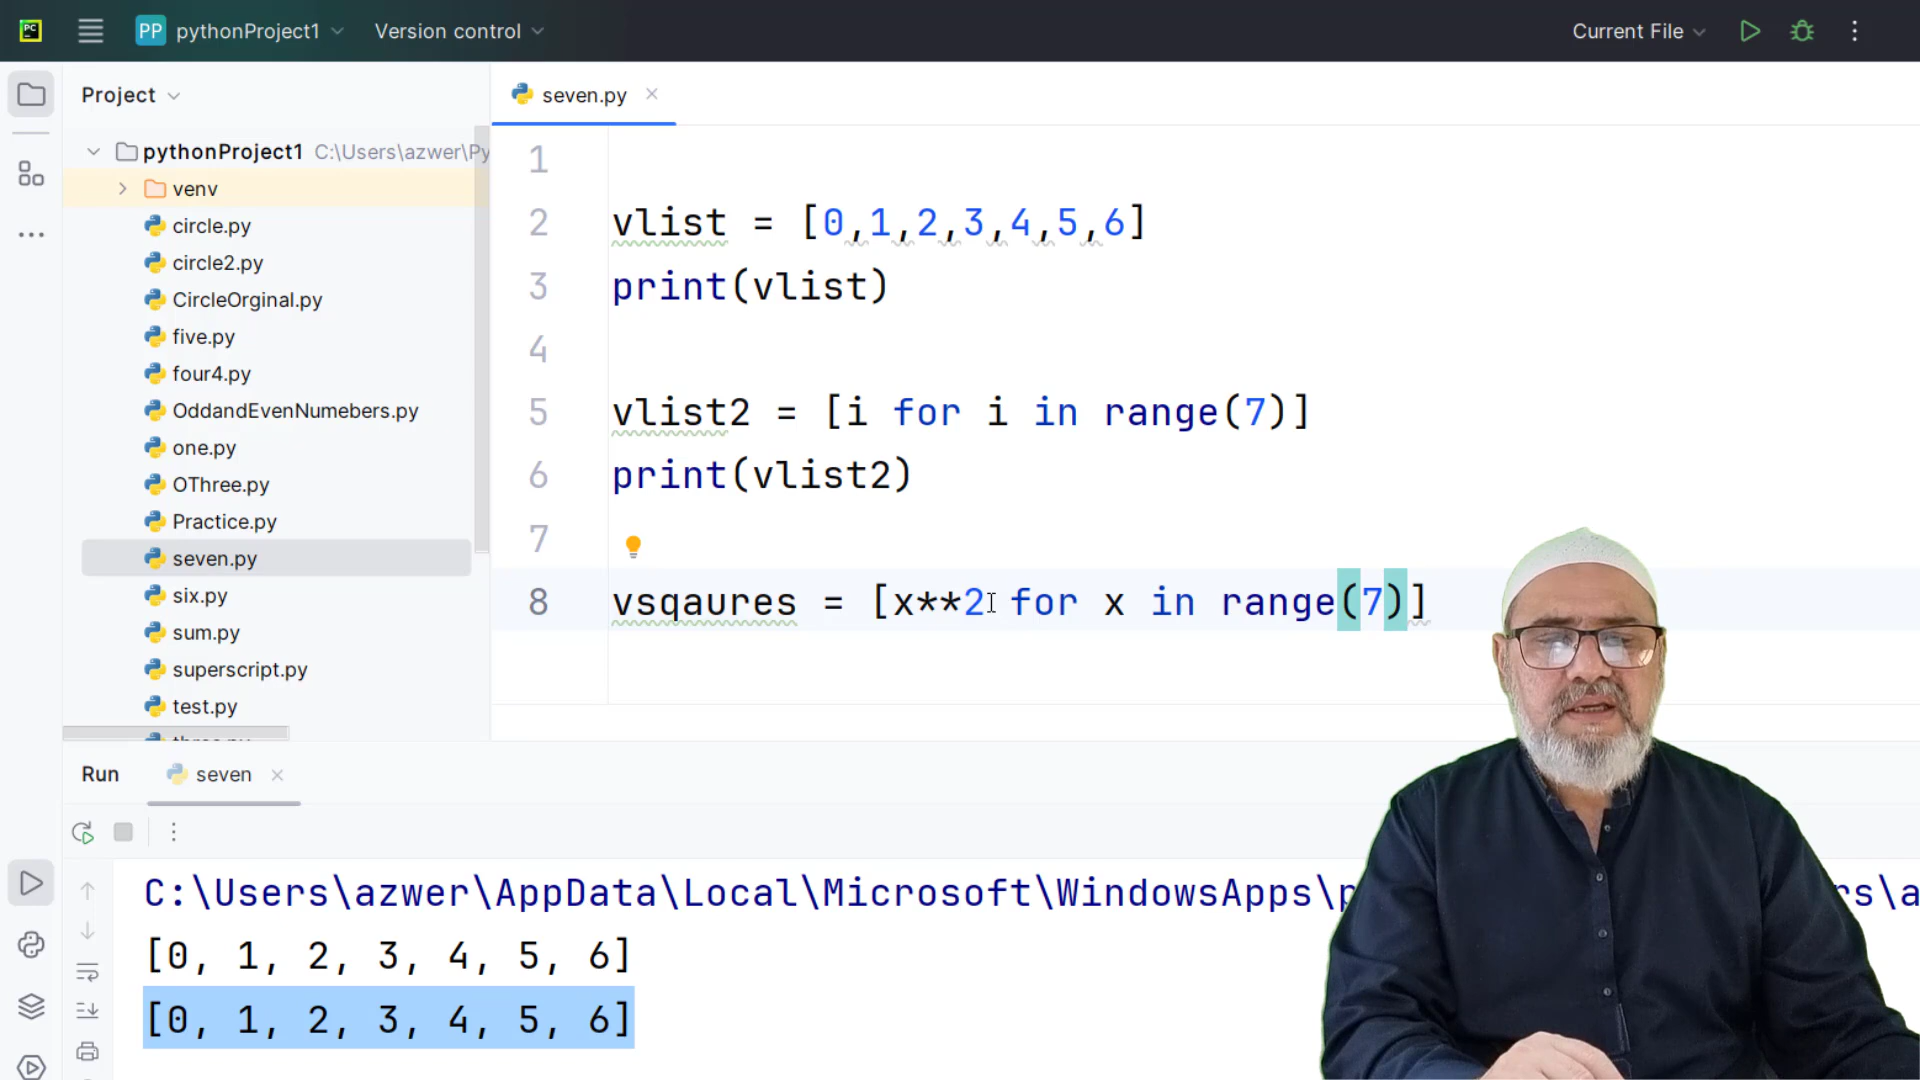 PC PP pythonProject1 Version control Current File
Project
seven.py
pythonProject1 C:\Users\azwer\Py
venv
circle.py
circle2.py
CircleOrginal.py
five.py
four4.py
OddandEvenNumebers.py
one.py
OThree.py
Practice.py
seven.py
six.py
sum.py
superscript.py
test.py
1
2 vlist = [0,1,2,3,4,5,6]
3 print(vlist)
4
5 vlist2 = [i for i in range(7)]
6 print(vlist2)
7
8 vsqaures = [x**2 for x in range(7)]
Run seven
C:\Users\azwer\AppData\Local\Microsoft\WindowsApps\
[0, 1, 2, 3, 4, 5, 6]
[0, 1, 2, 3, 4, 5, 6]